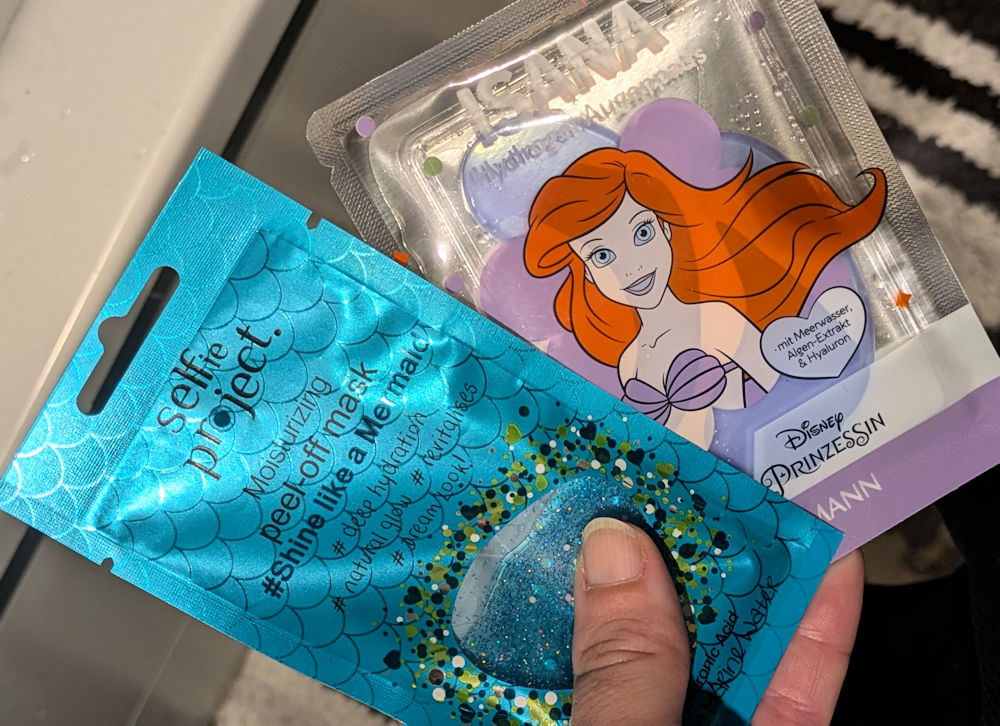 ISANA
Hydrogel Augenpads
mit Meerwasser,
Algen-Extrakt
& Hyaluron
Disney
PRINZESSIN
MANN
selfie
project.
Moisturizing
peel-off mask
#Shine like a Mermaid!
# deep hydration
# natural glow # revitalises
# dream look!
Acid
Water